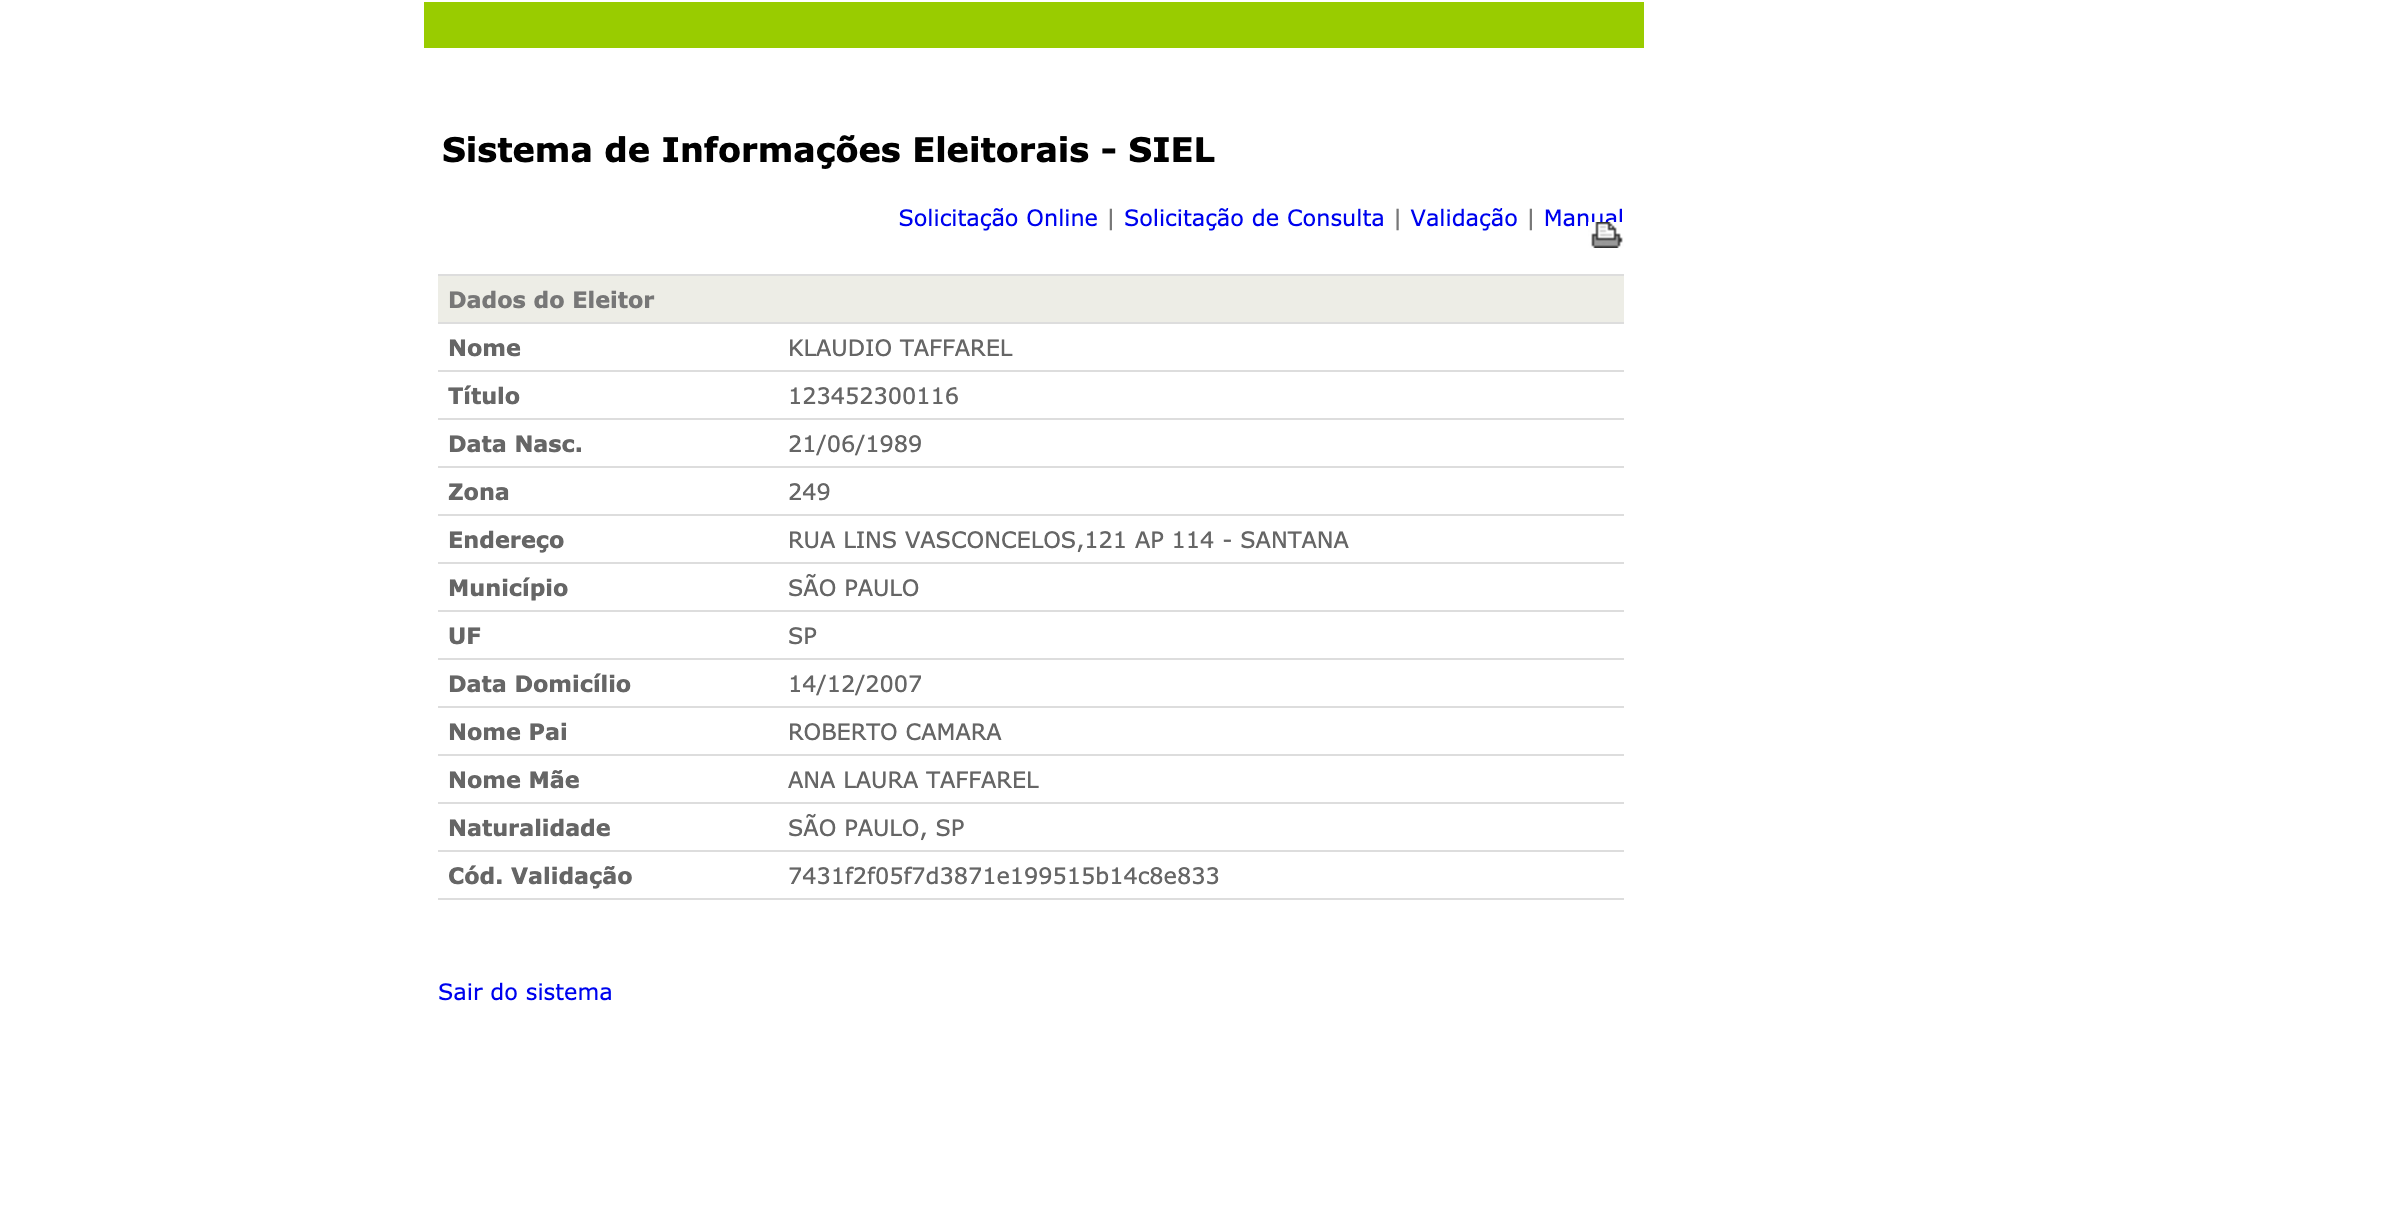 Sistema de Informações Eleitorais - SIEL
Solicitação Online | Solicitação de Consulta | Validação | Manual
Dados do Eleitor
Nome KLAUDIO TAFFAREL
Título 123452300116
Data Nasc. 21/06/1989
Zona 249
Endereço RUA LINS VASCONCELOS,121 AP 114 - SANTANA
Município SÃO PAULO
UF SP
Data Domicílio 14/12/2007
Nome Pai ROBERTO CAMARA
Nome Mãe ANA LAURA TAFFAREL
Naturalidade SÃO PAULO, SP
Cód. Validação 7431f2f05f7d3871e199515b14c8e833
Sair do sistema